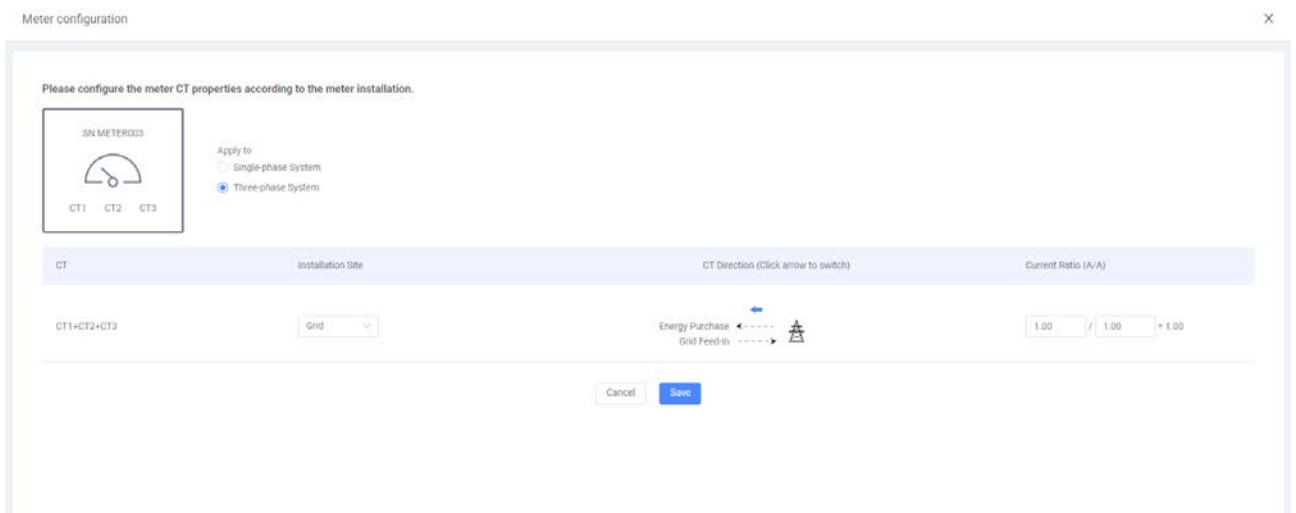 Meter configuration X
Please configure the meter CT properties according to the meter installation.
SN METER003
CT1 CT2 CT3
Apply to
Single-phase System
Three-phase System
CT Installation Site CT Direction (Click arrow to switch) Current Ratio (A/A)
CT1+CT2+CT3 Grid Energy Purchase 1.00 / 1.00 = 1.00
Grid Feed-in
Cancel Save